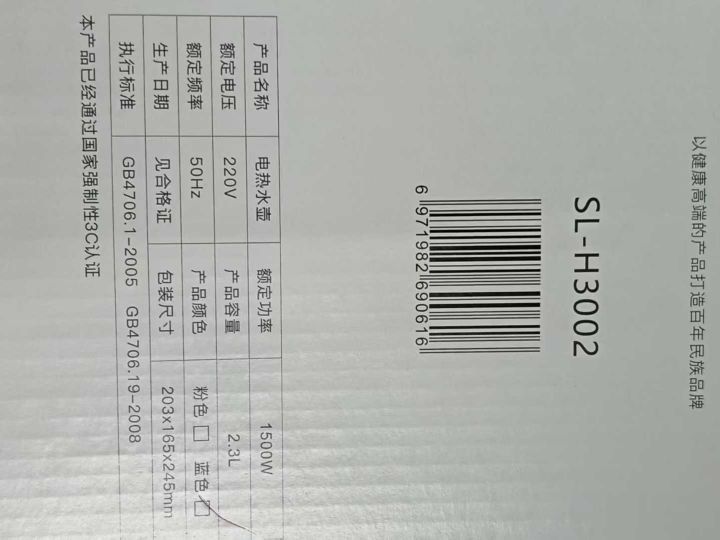 以健康高端的产品打造百年民族品牌
SL-H3002
6 971982 690616
产品名称 电热水壶 额定功率 1500W
额定电压 220V 产品容量 2.3L
额定频率 50Hz 产品颜色 粉色 □ 蓝色 □
生产日期 见合格证 包装尺寸 203x165x245mm
执行标准 GB4706.1-2005 GB4706.19-2008
本产品已经通过国家强制性3C认证